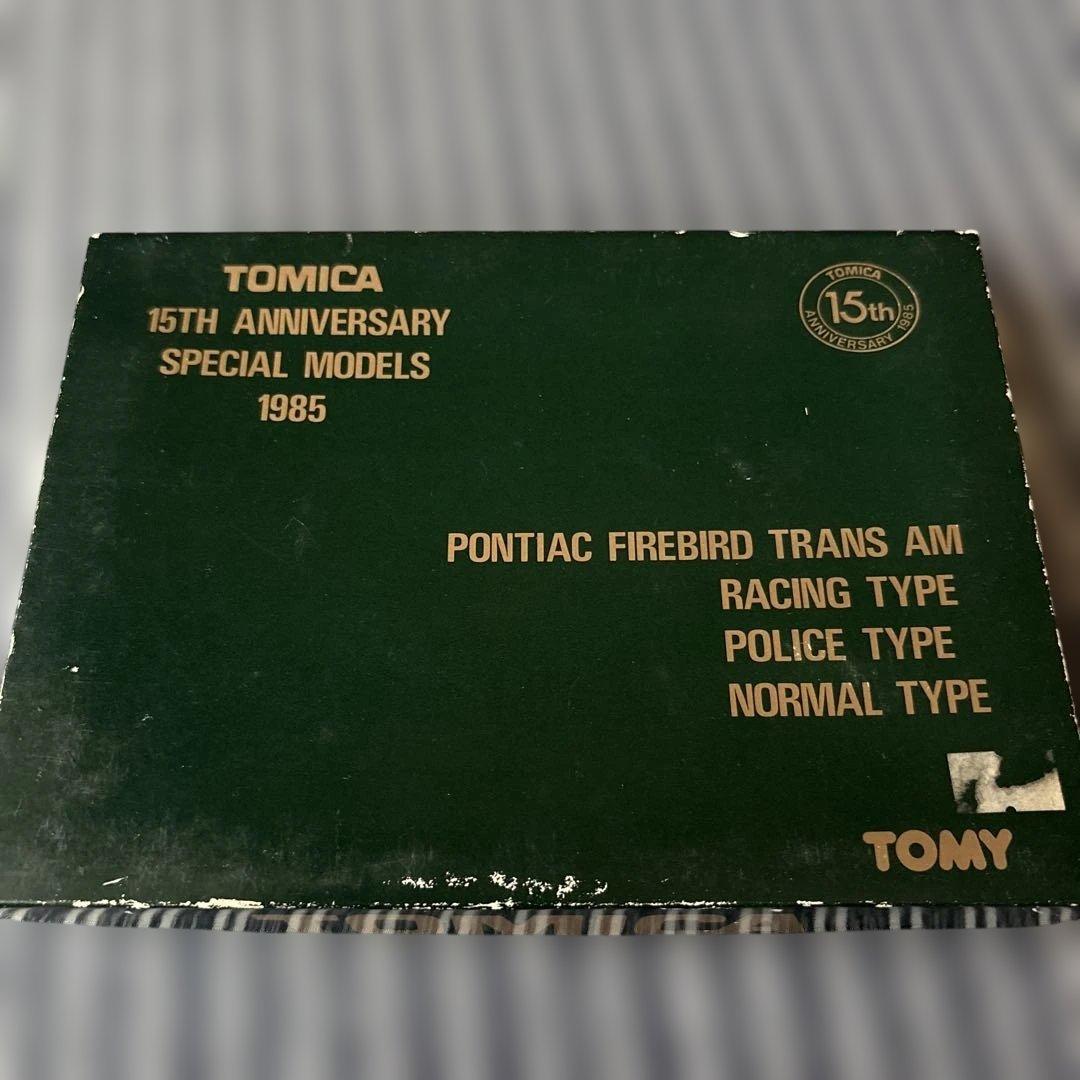 TOMICA
15TH ANNIVERSARY
SPECIAL MODELS
1985
TOMICA
15th
ANNIVERSARY 1985
PONTIAC FIREBIRD TRANS AM
RACING TYPE
POLICE TYPE
NORMAL TYPE
TOMY
TOMICA